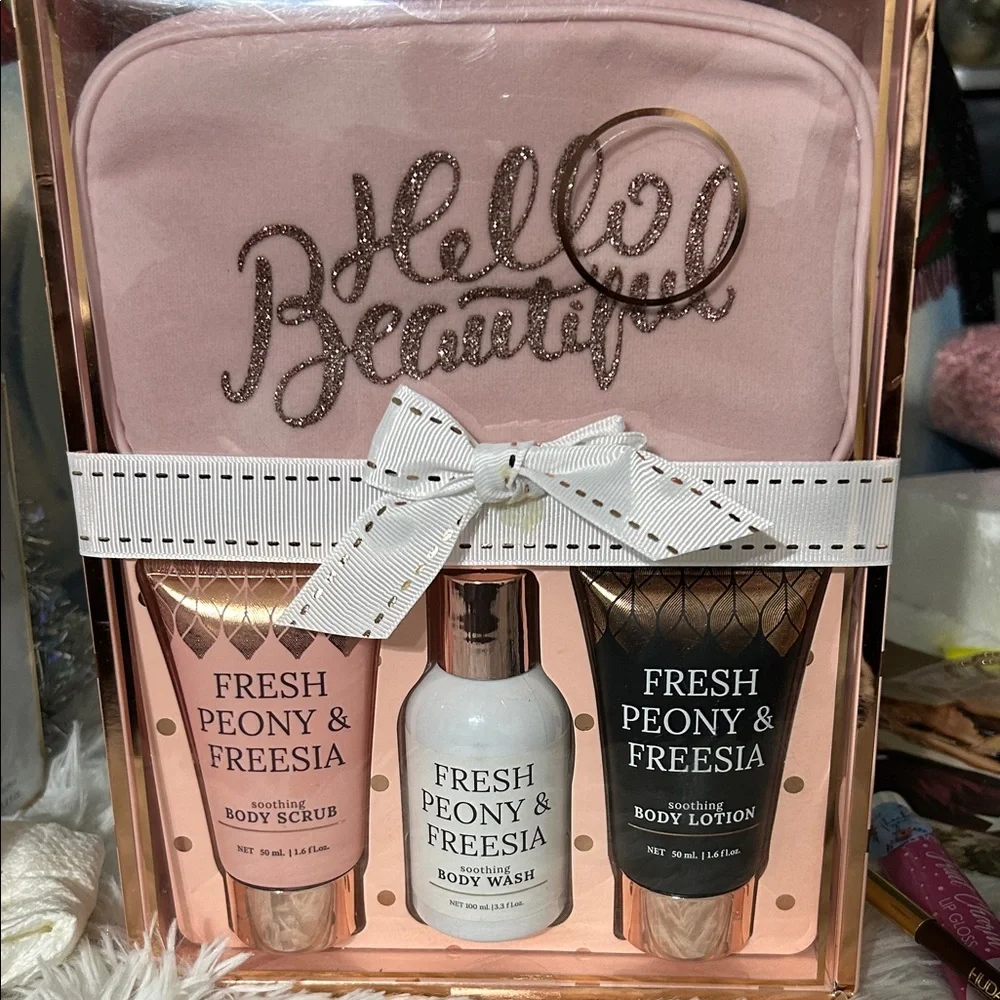 Hello
Beautiful
FRESH
PEONY &
FREESIA
soothing
BODY SCRUB
NET 50 ml. | 1.6 fl.oz.
FRESH
PEONY &
FREESIA
soothing
BODY WASH
NET 100 ml. | 3.3 fl.oz.
FRESH
PEONY &
FREESIA
soothing
BODY LOTION
NET 50 ml. | 1.6 fl.oz.
LIP GLOSS